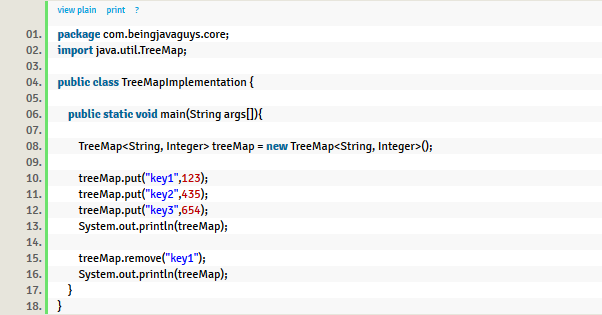 view plain print ?
01. package com.beingjavaguys.core;
02. import java.util.TreeMap;
03.
04. public class TreeMapImplementation {
05.
06. public static void main(String args[]){
07.
08. TreeMap<String, Integer> treeMap = new TreeMap<String, Integer>();
09.
10. treeMap.put("key1",123);
11. treeMap.put("key2",435);
12. treeMap.put("key3",654);
13. System.out.println(treeMap);
14.
15. treeMap.remove("key1");
16. System.out.println(treeMap);
17. }
18. }